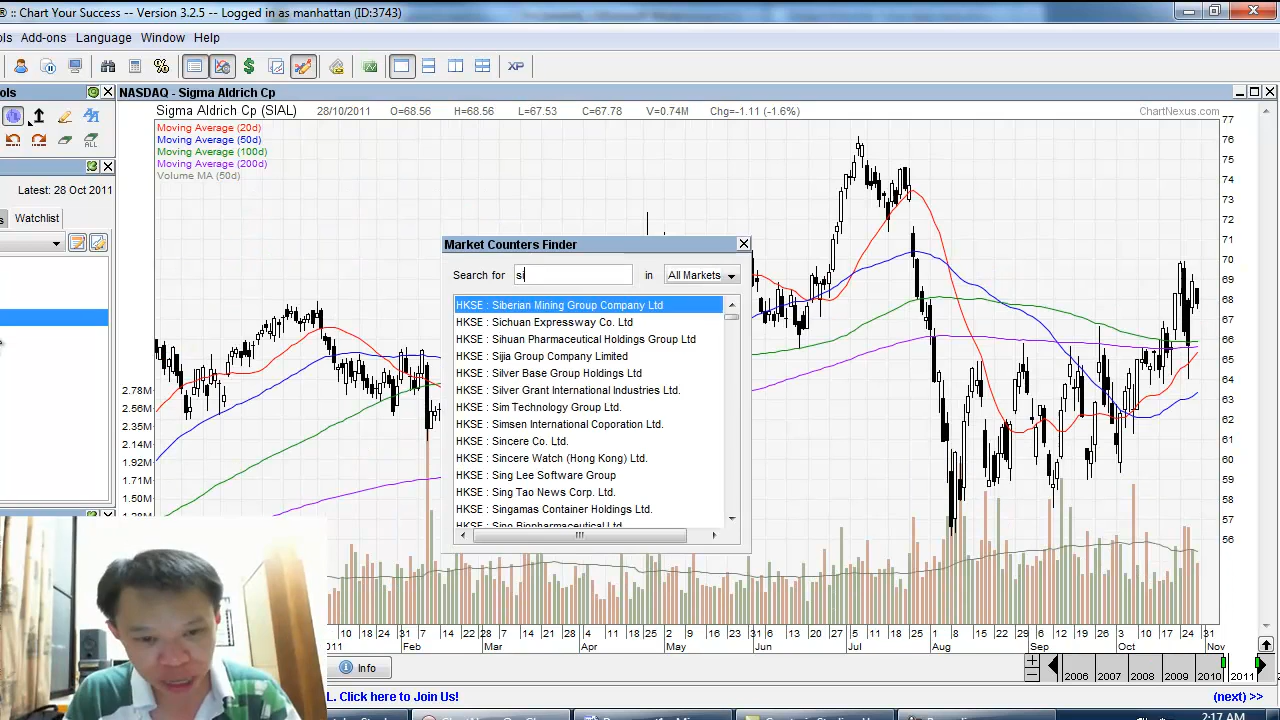 ® :: Chart Your Success -- Version 3.2.5 -- Logged in as manhattan (ID:3743)
ols Add-ons Language Window Help
XP
ols
NASDAQ - Sigma Aldrich Cp
Sigma Aldrich Cp (SIAL) 28/10/2011 O=68.56 H=68.56 L=67.53 C=67.78 V=0.74M Chg=-1.11 (-1.6%) ChartNexus.com
Moving Average (20d)
Moving Average (50d)
Moving Average (100d)
Moving Average (200d)
Volume MA (50d)
ALL
Latest: 28 Oct 2011
s Watchlist
Market Counters Finder
Search for si in All Markets
HKSE : Siberian Mining Group Company Ltd
HKSE : Sichuan Expressway Co. Ltd
HKSE : Sihuan Pharmaceutical Holdings Group Ltd
HKSE : Sijia Group Company Limited
HKSE : Silver Base Group Holdings Ltd
HKSE : Silver Grant International Industries Ltd.
HKSE : Sim Technology Group Ltd.
HKSE : Simsen International Coporation Ltd.
HKSE : Sincere Co. Ltd.
HKSE : Sincere Watch (Hong Kong) Ltd.
HKSE : Sing Lee Software Group
HKSE : Sing Tao News Corp. Ltd.
HKSE : Singamas Container Holdings Ltd.
HKSE : Sino Biopharmaceutical Ltd
77
76
75
74
73
72
71
70
69
68
67
66
65
64
63
62
61
60
59
58
57
56
2.78M
2.56M
2.35M
2.14M
1.92M
1.71M
1.50M
1.28M
10 18 24 31 7 14 22 28 7 14 21 28 4 11 18 25 2 9 16 23 6 13 20 27 5 11 18 25 1 8 15 22 29 6 12 19 26 3 10 17 24 31
2011 Feb Mar Apr May Jun Jul Aug Sep Oct Nov
Info
2006 2007 2008 2009 2010 2011
L. Click here to Join Us! (next) >>
2:17 AM